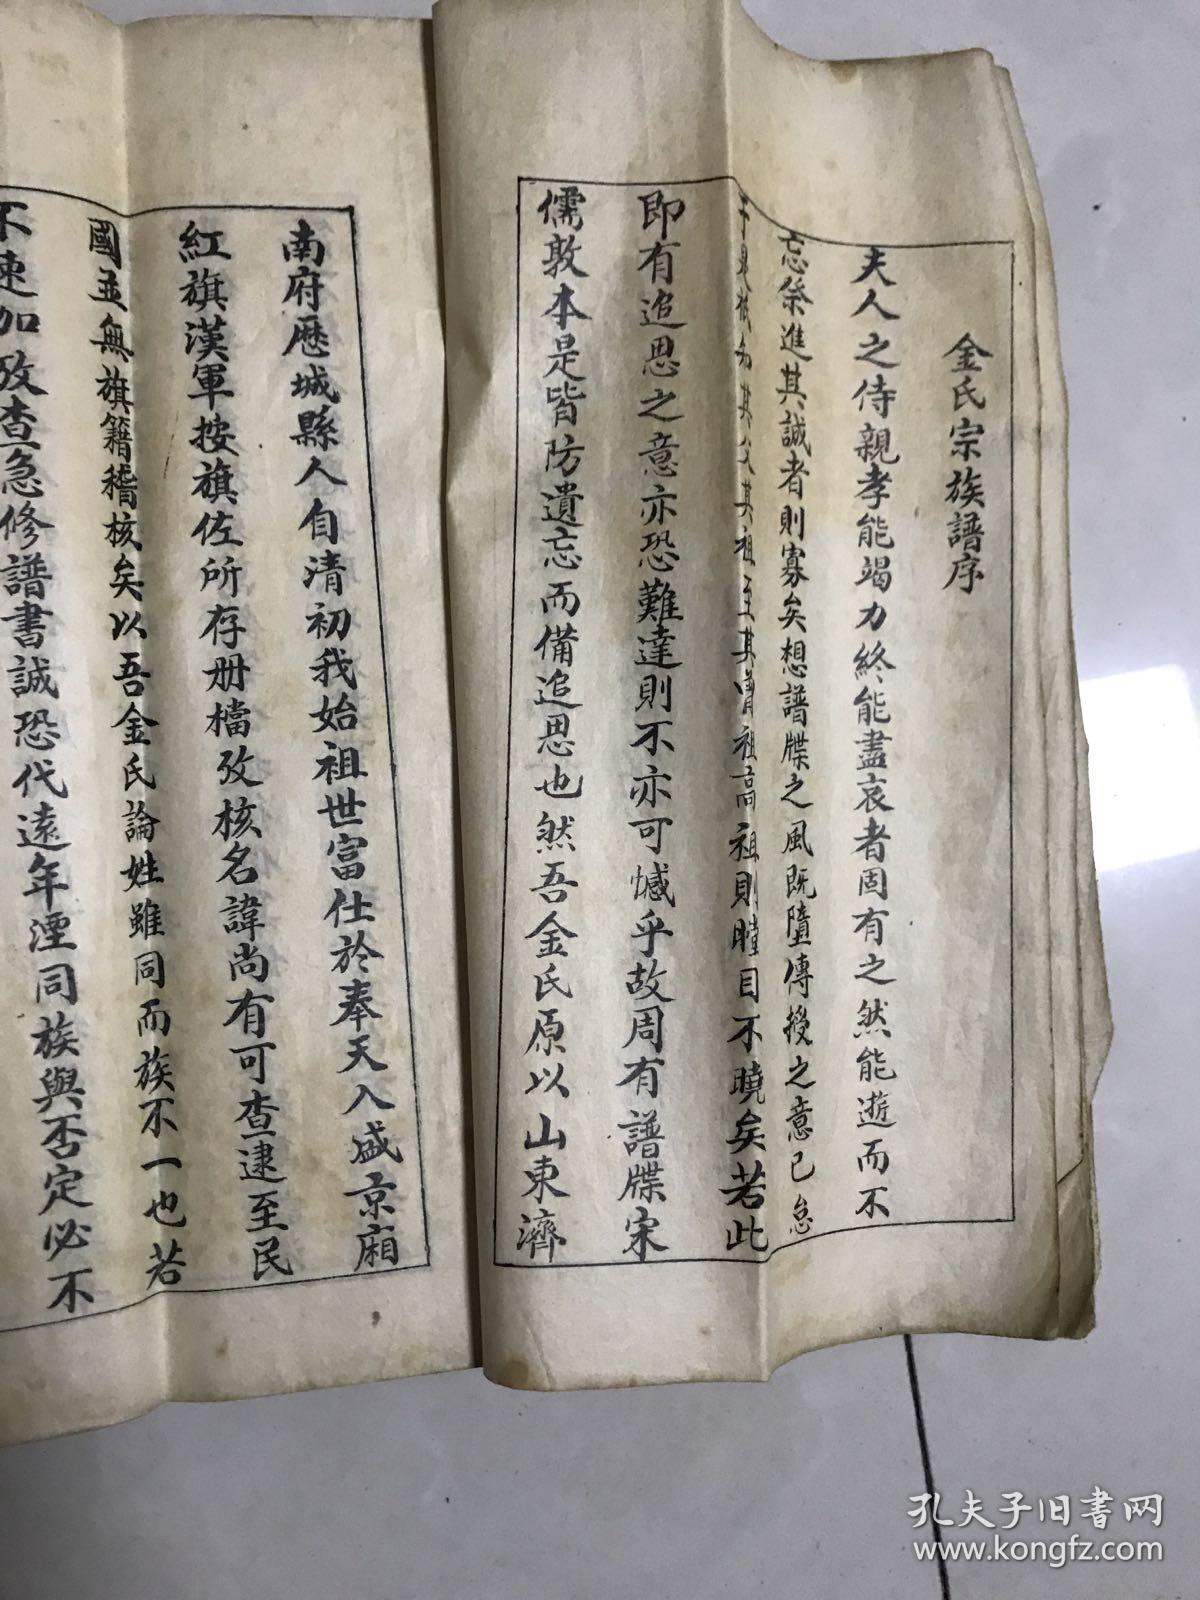 金氏宗族譜序
夫人之侍親孝能竭力終能盡哀者固有之然能逝而不
忘祭進其誠者則寡矣想譜牒之風既墮傳授之意已怠
于是祇知其父其祖至其曾祖高祖則瞠目不曉矣若此
即有追思之意亦恐難達則不亦可憾乎故周有譜牒宋
儒敦本是皆防遺忘而備追思也然吾金氏原以山東濟
南府歷城縣人自清初我始祖世富仕於奉天入盛京廂
紅旗漢軍按旗佐所存册檔攷核名諱尚有可查逮至民
國並無旗籍稽核矣以吾金氏論姓雖同而族不一也若
不速加攷查急修譜書誠恐代遠年湮同族與否定必不
孔夫子旧书网
www.kongfz.com